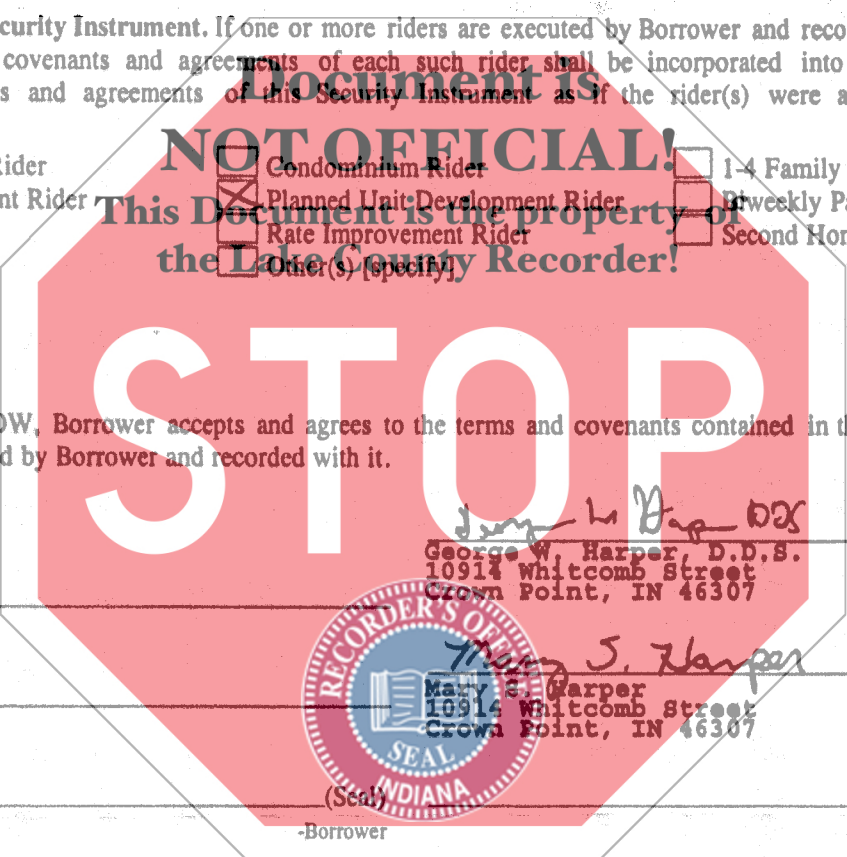 curity Instrument. If one or more riders are executed by Borrower and reco
covenants and agreements of each such rider shall be incorporated into
s and agreements of this Security Instrument as if the rider(s) were a
Document is
NOT OFFICIAL!
This Document is the property of
the Lake County Recorder!
Rider
nt Rider
Condominium Rider
Planned Unit Development Rider
Rate Improvement Rider
Other(s) [specify]
1-4 Family
Biweekly Pa
Second Hor
STOP
OW, Borrower accepts and agrees to the terms and covenants contained in th
d by Borrower and recorded with it.
George W. Harper, D.D.S.
10914 Whitcomb Street
Crown Point, IN 46307
Mary J. Harper
Mary S. Harper
10914 Whitcomb Street
Crown Point, IN 46307
RECORDER'S OFFICE
SEAL
INDIANA
(Seal)
-Borrower